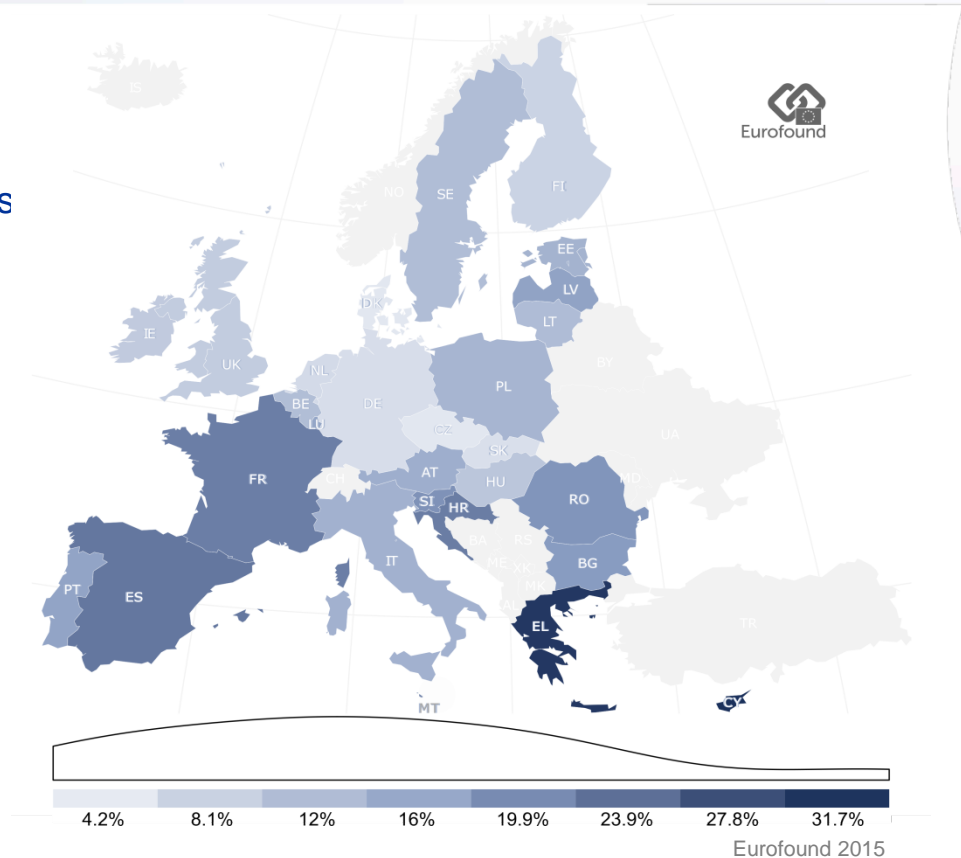 IS
Eurofound
s
NO
SE
FI
EE
LV
LT
DK
IE
UK
NL
BY
PL
BE
DE
LU
CZ
UA
SK
FR
CH
AT
HU
MD
RO
SI
HR
BA
RS
IT
ME
XK
BG
PT
ES
MK
AL
EL
TR
CY
MT
4.2% 8.1% 12% 16% 19.9% 23.9% 27.8% 31.7%
Eurofound 2015